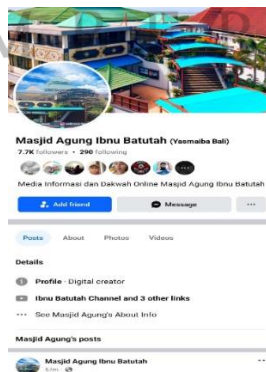 Masjid Agung Ibnu Batutah (Yasmaiba Bali)
7.7K followers • 290 following
Media Informasi dan Dakwah Online Masjid Agung Ibnu Batutah
Add friend
Message
Posts About Photos Videos
Details
Profile · Digital creator
Ibnu Batutah Channel and 3 other links
See Masjid Agung's About Info
Masjid Agung's posts
Masjid Agung Ibnu Batutah